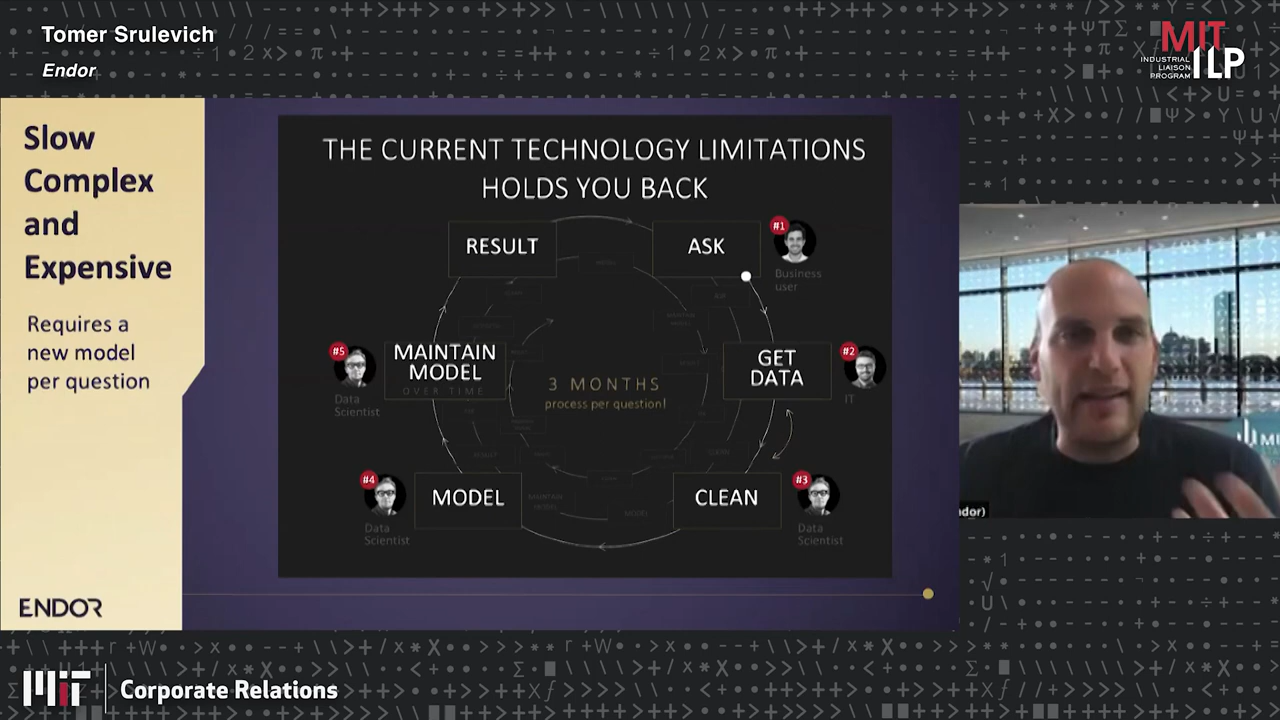 Tomer Srulevich
Endor
MIT
INDUSTRIAL
LIAISON
PROGRAM
ILP
Slow
Complex
and
Expensive
Requires a
new model
per question
ENDOR
THE CURRENT TECHNOLOGY LIMITATIONS
HOLDS YOU BACK
RESULT
ASK
#1
Business
user
#5
MAINTAIN
MODEL
OVER TIME
Data
Scientist
3 MONTHS
process per question!
GET
DATA
#2
IT
#4
MODEL
Data
Scientist
CLEAN
#3
Data
Scientist
ndor)
MIT
Corporate Relations